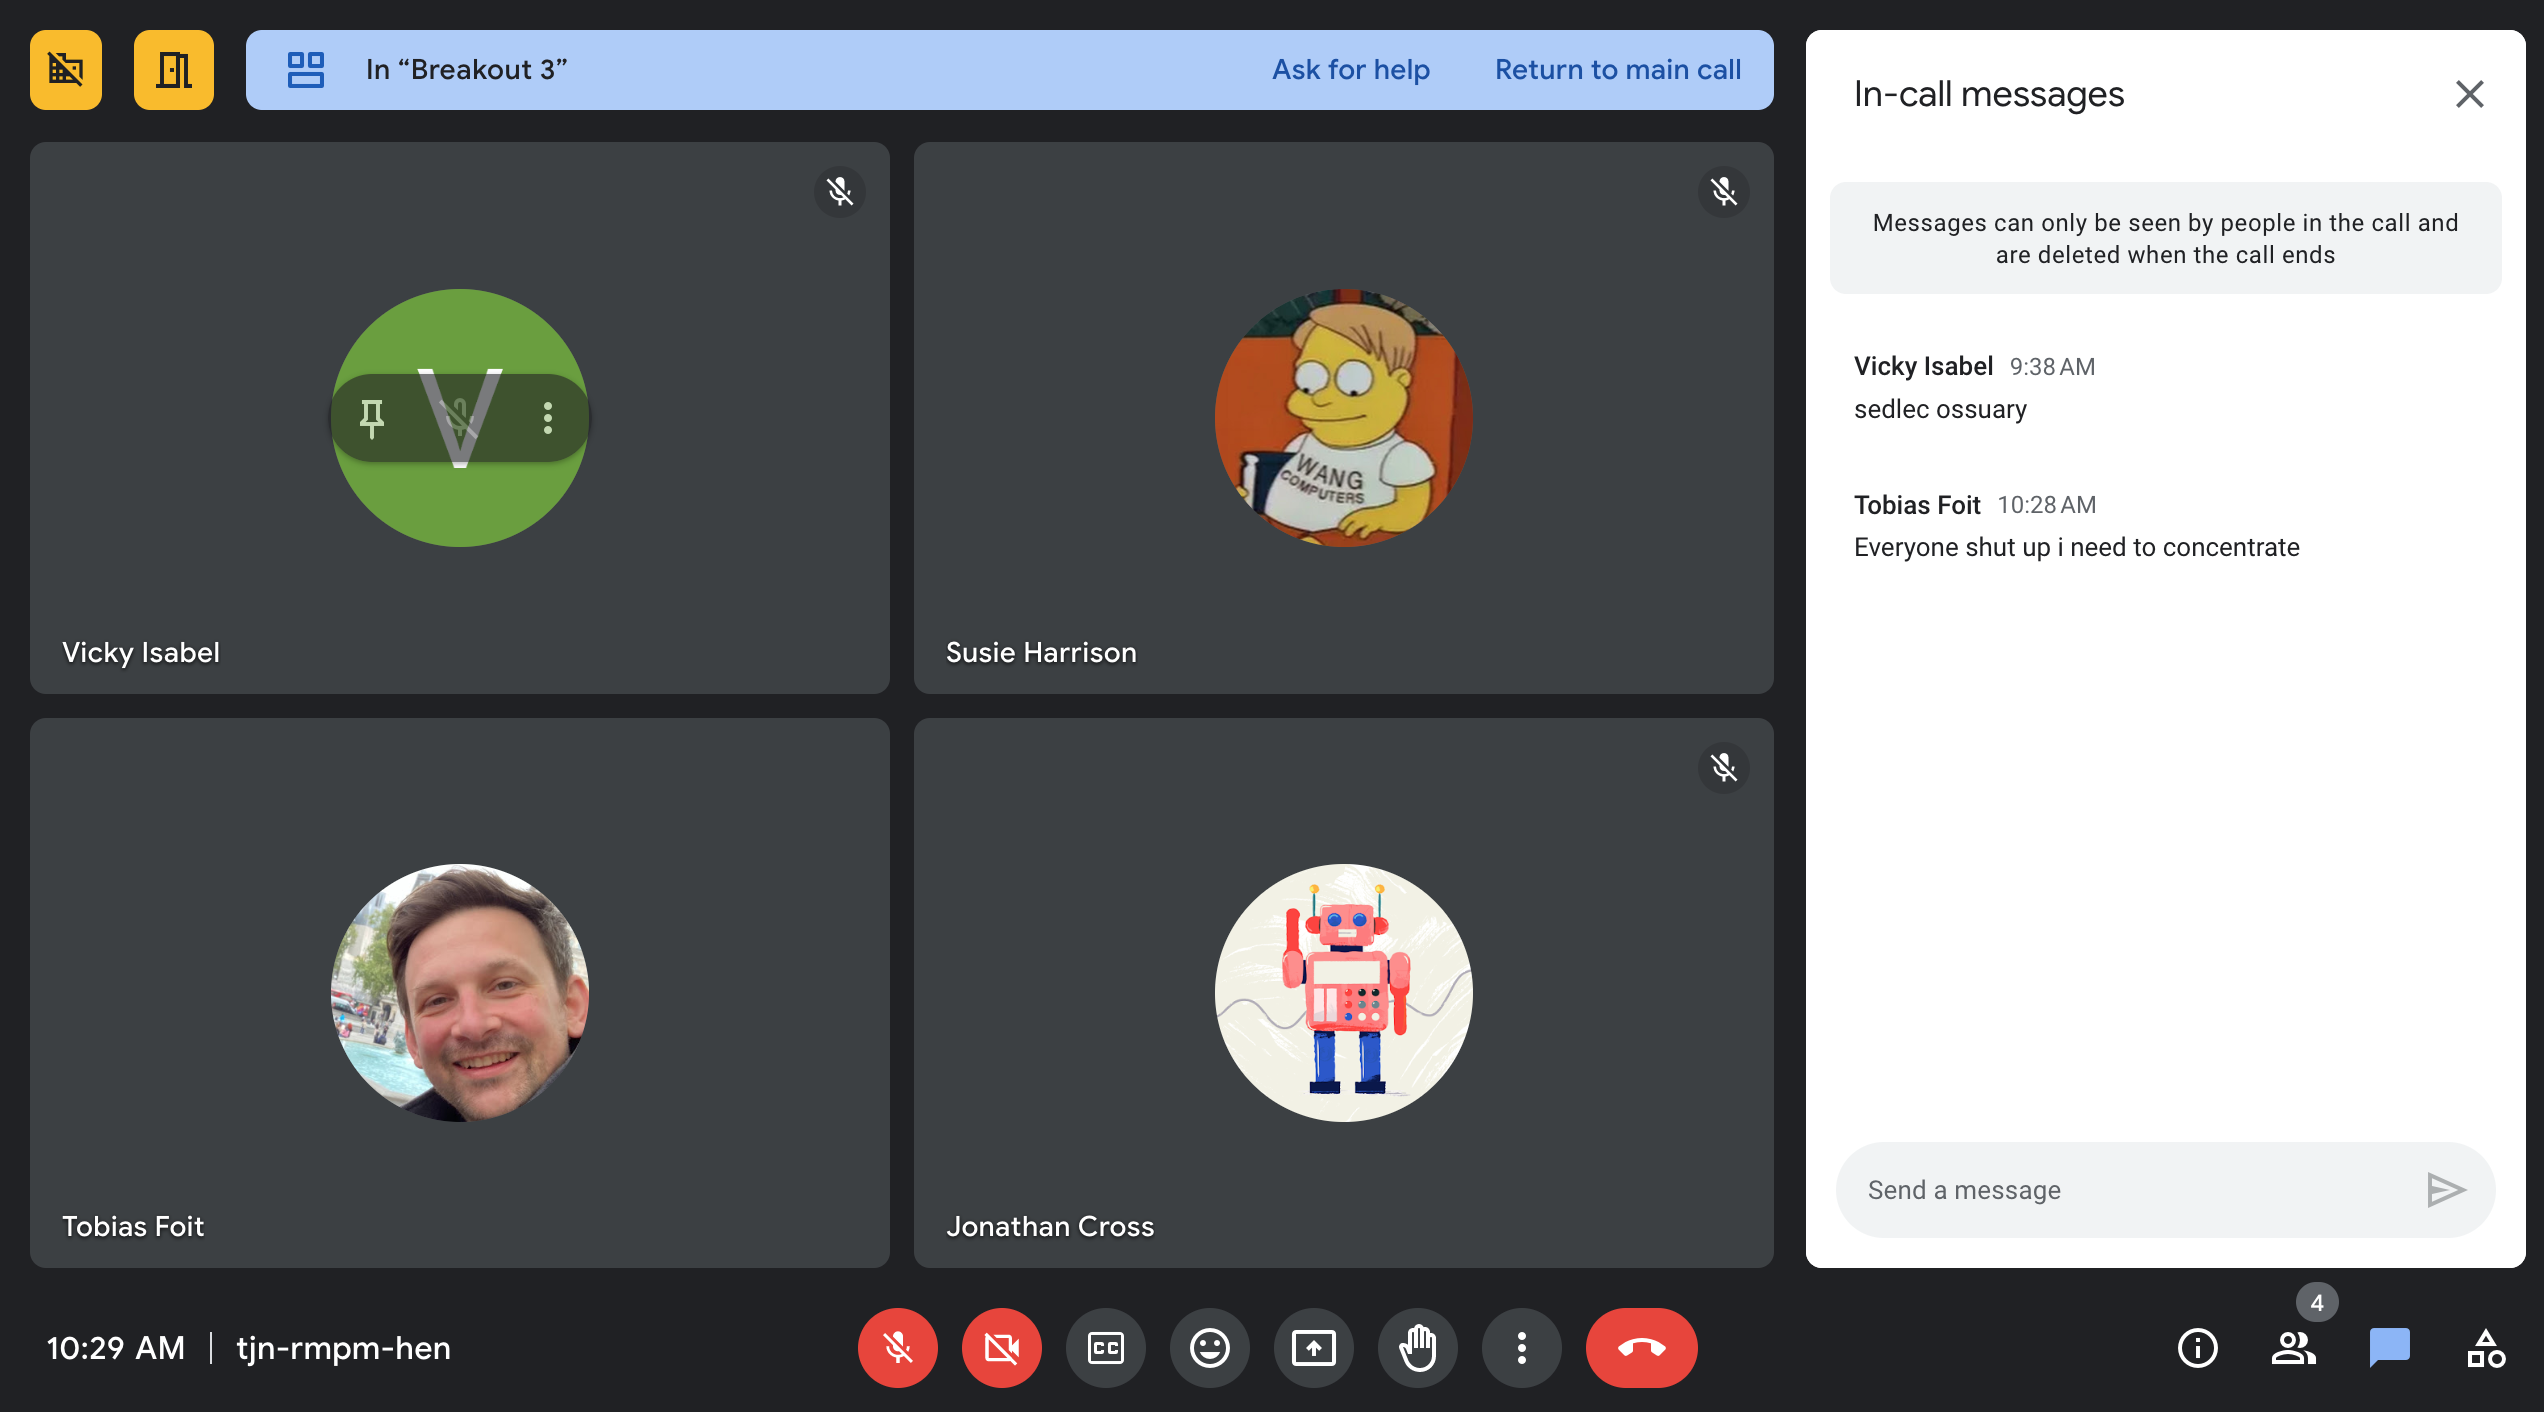 In “Breakout 3”
Ask for help
Return to main call
V
Vicky Isabel
WANG
COMPUTERS
Susie Harrison
Tobias Foit
Jonathan Cross
In-call messages
Messages can only be seen by people in the call and
are deleted when the call ends
Vicky Isabel 9:38 AM
sedlec ossuary
Tobias Foit 10:28 AM
Everyone shut up i need to concentrate
Send a message
10:29 AM | tjn-rmpm-hen
CC
4